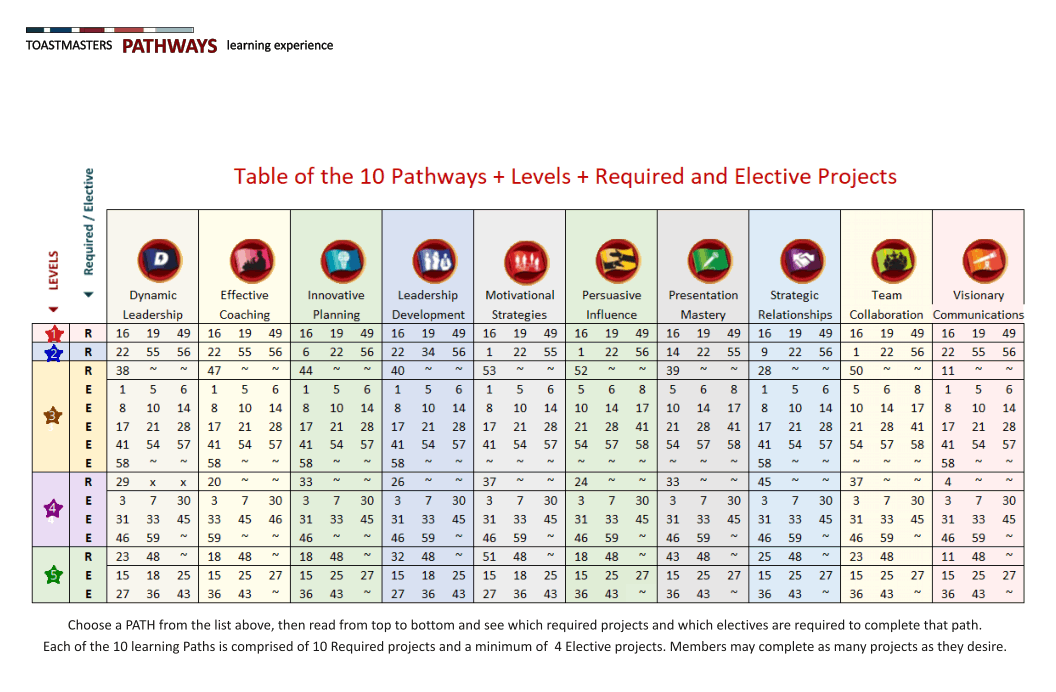 TOASTMASTERS PATHWAYS learning experience
Table of the 10 Pathways + Levels + Required and Elective Projects
LEVELS
Required / Elective
Dynamic Leadership
Effective Coaching
Innovative Planning
Leadership Development
Motivational Strategies
Persuasive Influence
Presentation Mastery
Strategic Relationships
Team Collaboration
Visionary Communications
1 R 16 19 49 16 19 49 16 19 49 16 19 49 16 19 49 16 19 49 16 19 49 16 19 49 16 19 49 16 19 49
2 R 22 55 56 22 55 56 6 22 56 22 34 56 1 22 55 1 22 56 14 22 55 9 22 56 1 22 56 22 55 56
R 38 ~ ~ 47 ~ ~ 44 ~ ~ 40 ~ ~ 53 ~ ~ 52 ~ ~ 39 ~ ~ 28 ~ ~ 50 ~ ~ 11 ~ ~
E 1 5 6 1 5 6 1 5 6 1 5 6 1 5 6 5 6 8 5 6 8 1 5 6 5 6 8 1 5 6
3 E 8 10 14 8 10 14 8 10 14 8 10 14 8 10 14 10 14 17 10 14 17 8 10 14 10 14 17 8 10 14
E 17 21 28 17 21 28 17 21 28 17 21 28 17 21 28 21 28 41 21 28 41 17 21 28 21 28 41 17 21 28
E 41 54 57 41 54 57 41 54 57 41 54 57 41 54 57 54 57 58 54 57 58 41 54 57 54 57 58 41 54 57
E 58 ~ ~ 58 ~ ~ 58 ~ ~ 58 ~ ~ ~ ~ ~ ~ ~ ~ ~ ~ ~ 58 ~ ~ ~ ~ ~ 58 ~ ~
R 29 x x 20 ~ ~ 33 ~ ~ 26 ~ ~ 37 ~ ~ 24 ~ ~ 33 ~ ~ 45 ~ ~ 37 ~ ~ 4 ~ ~
4 E 3 7 30 3 7 30 3 7 30 3 7 30 3 7 30 3 7 30 3 7 30 3 7 30 3 7 30 3 7 30
E 31 33 45 33 45 46 31 33 45 31 33 45 31 33 45 31 33 45 31 33 45 31 33 45 31 33 45 31 33 45
E 46 59 ~ 59 ~ ~ 46 ~ ~ 46 59 ~ 46 59 ~ 46 59 ~ 46 59 ~ 46 59 ~ 46 59 ~ 46 59 ~
R 23 48 ~ 18 48 ~ 18 48 ~ 32 48 ~ 51 48 ~ 18 48 ~ 43 48 ~ 25 48 ~ 23 48 11 48 ~
5 E 15 18 25 15 25 27 15 25 27 15 18 25 15 18 25 15 25 27 15 25 27 15 25 27 15 25 27 15 25 27
E 27 36 43 36 43 ~ 36 43 ~ 27 36 43 27 36 43 36 43 ~ 36 43 ~ 36 43 ~ 36 43 ~ 36 43 ~
Choose a PATH from the list above, then read from top to bottom and see which required projects and which electives are required to complete that path.
Each of the 10 learning Paths is comprised of 10 Required projects and a minimum of 4 Elective projects. Members may complete as many projects as they desire.